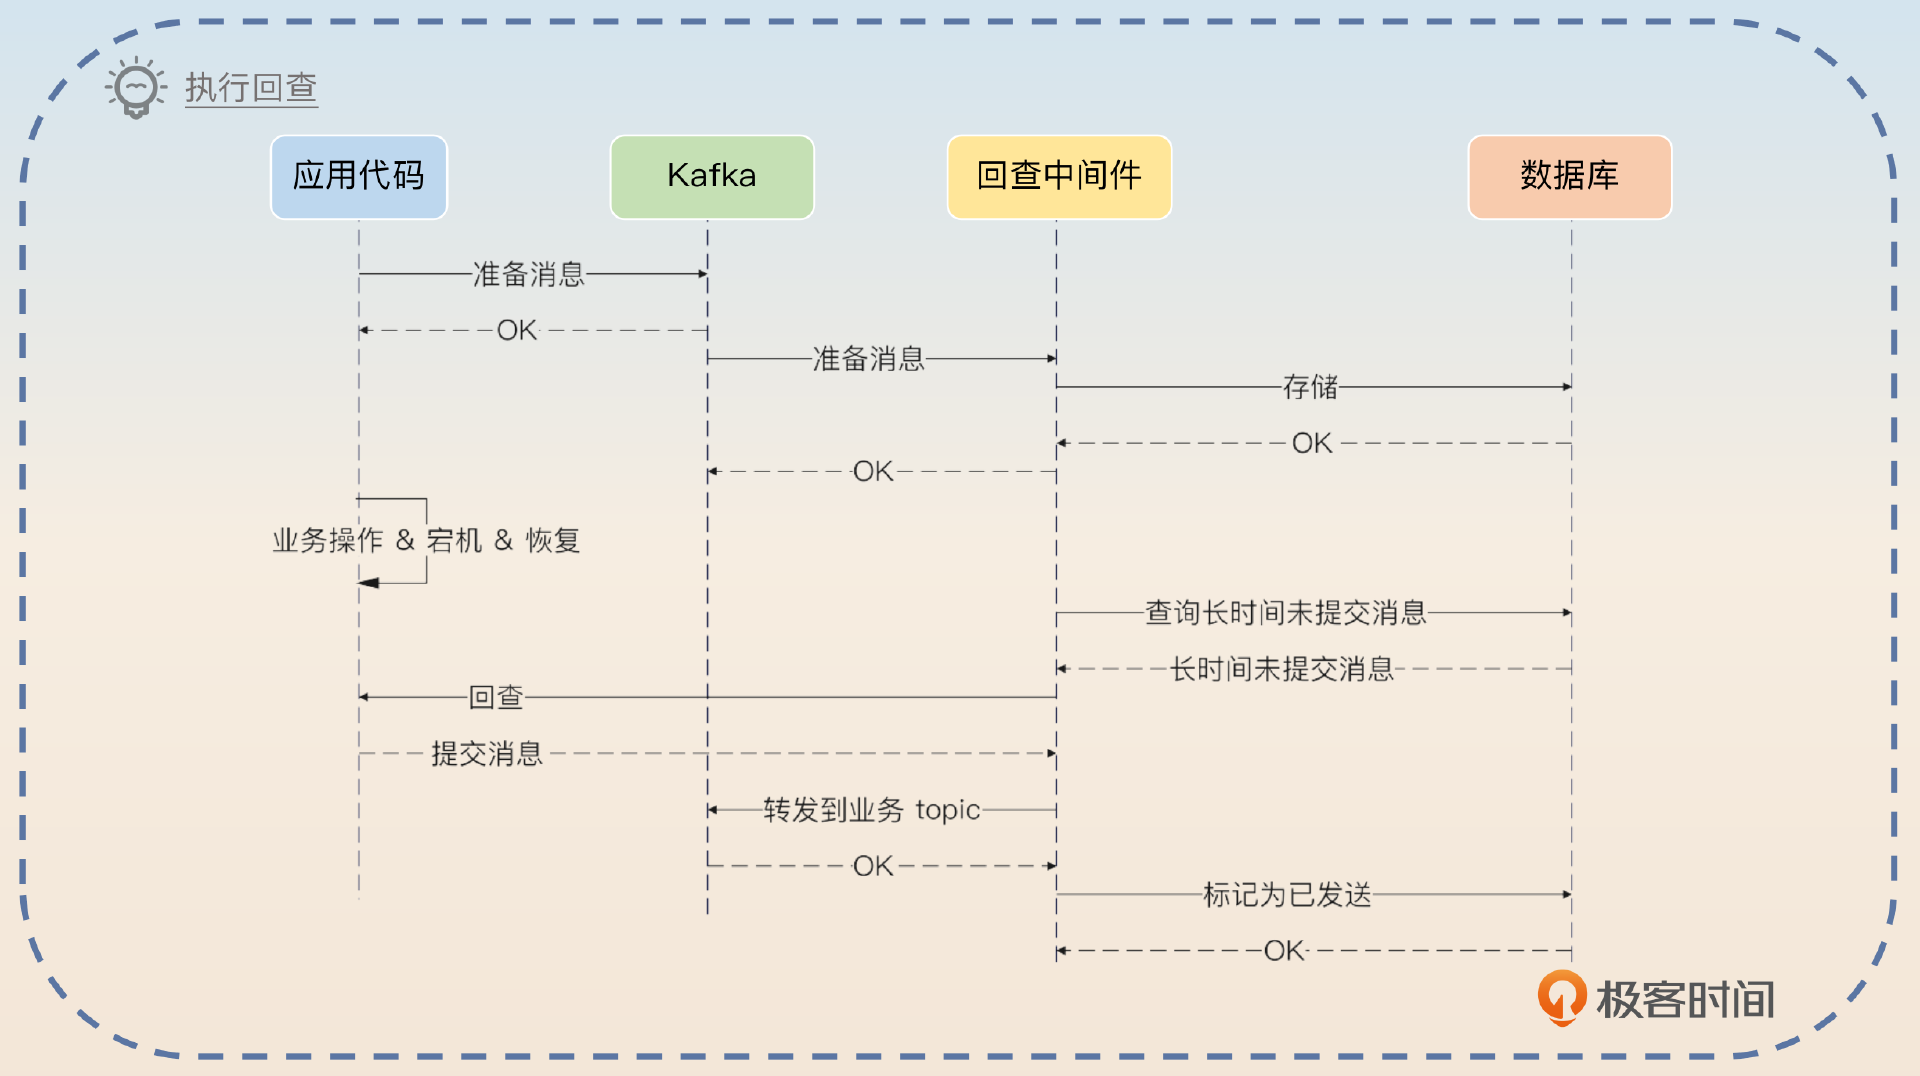 执行回查
应用代码
Kafka
回查中间件
数据库
准备消息
OK
准备消息
存储
OK
OK
业务操作 & 宕机 & 恢复
查询长时间未提交消息
长时间未提交消息
回查
提交消息
转发到业务 topic
OK
标记为已发送
OK
极客时间